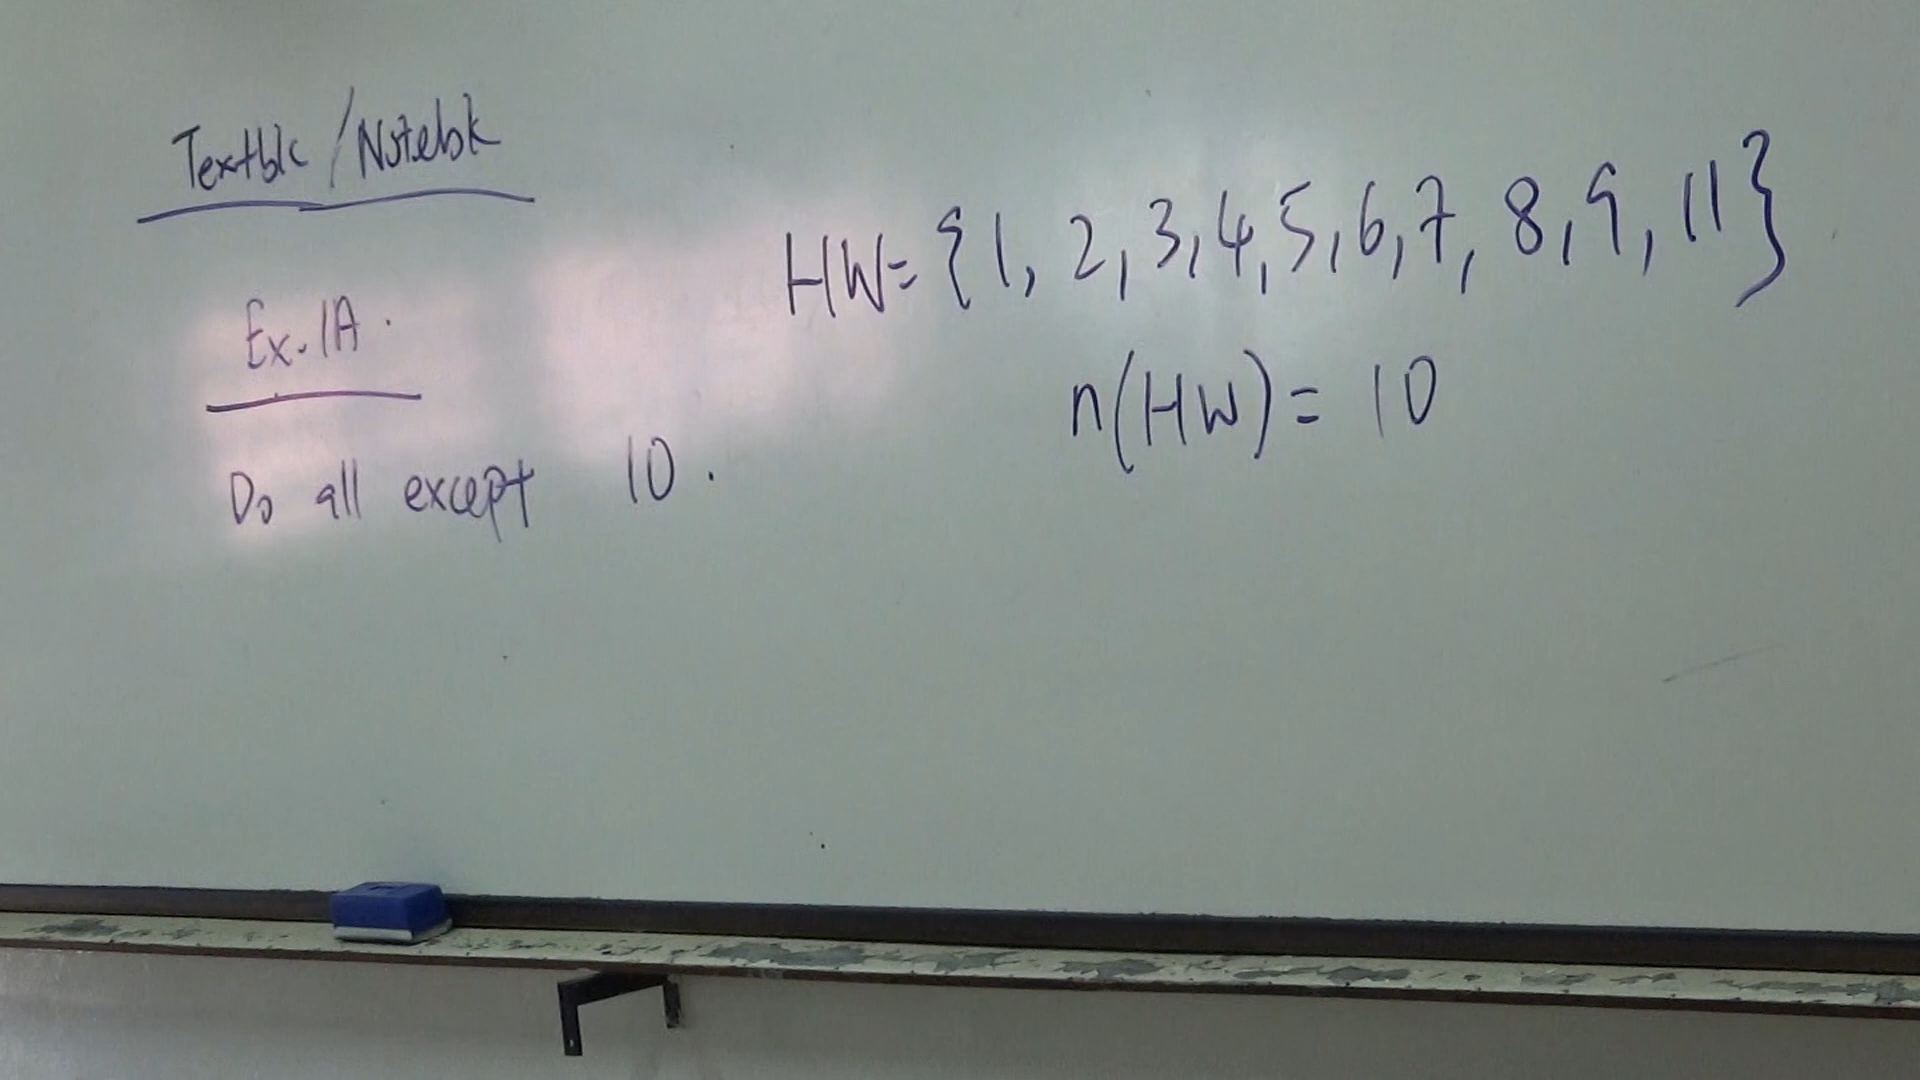 Textbk/Notebk
Ex.1A.
Do all except 10.
HW={1, 2, 3, 4, 5, 6, 7, 8, 9, 11}
n(HW)= 10